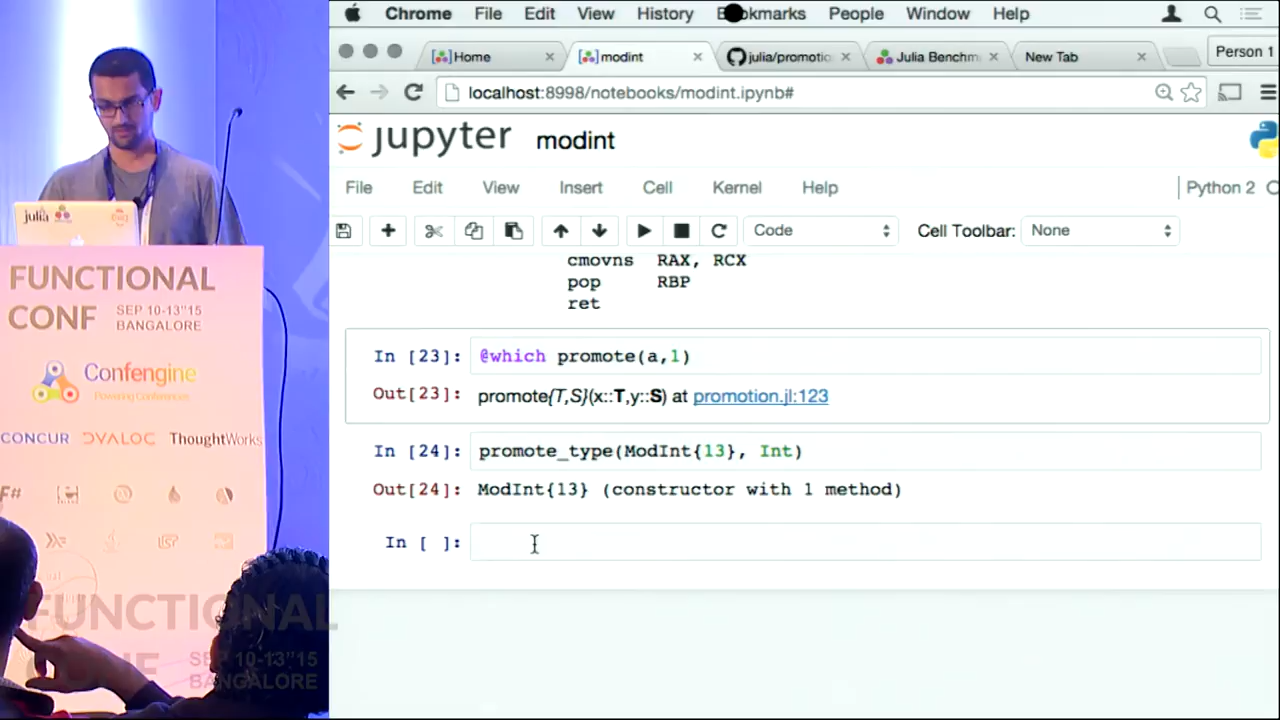 Chrome File Edit View History Bookmarks People Window Help
Home
modint
julia/promotio
Julia Benchm
New Tab
Person 1
localhost:8998/notebooks/modint.ipynb#
jupyter modint
File Edit View Insert Cell Kernel Help
Python 2
Code
Cell Toolbar: None
cmovns RAX, RCX
pop RBP
ret
In [23]: @which promote(a,1)
Out[23]: promote{T,S}(x::T,y::S) at promotion.jl:123
In [24]: promote_type(ModInt{13}, Int)
Out[24]: ModInt{13} (constructor with 1 method)
In [ ]:
julia
FUNCTIONAL
CONF
SEP 10-13"15
BANGALORE
Confengine
Powering Conferences
CONCUR
DVALOC
ThoughtWorks
F#
FUNCTIONAL
CONF
SEP 10-13"15
BANGALORE